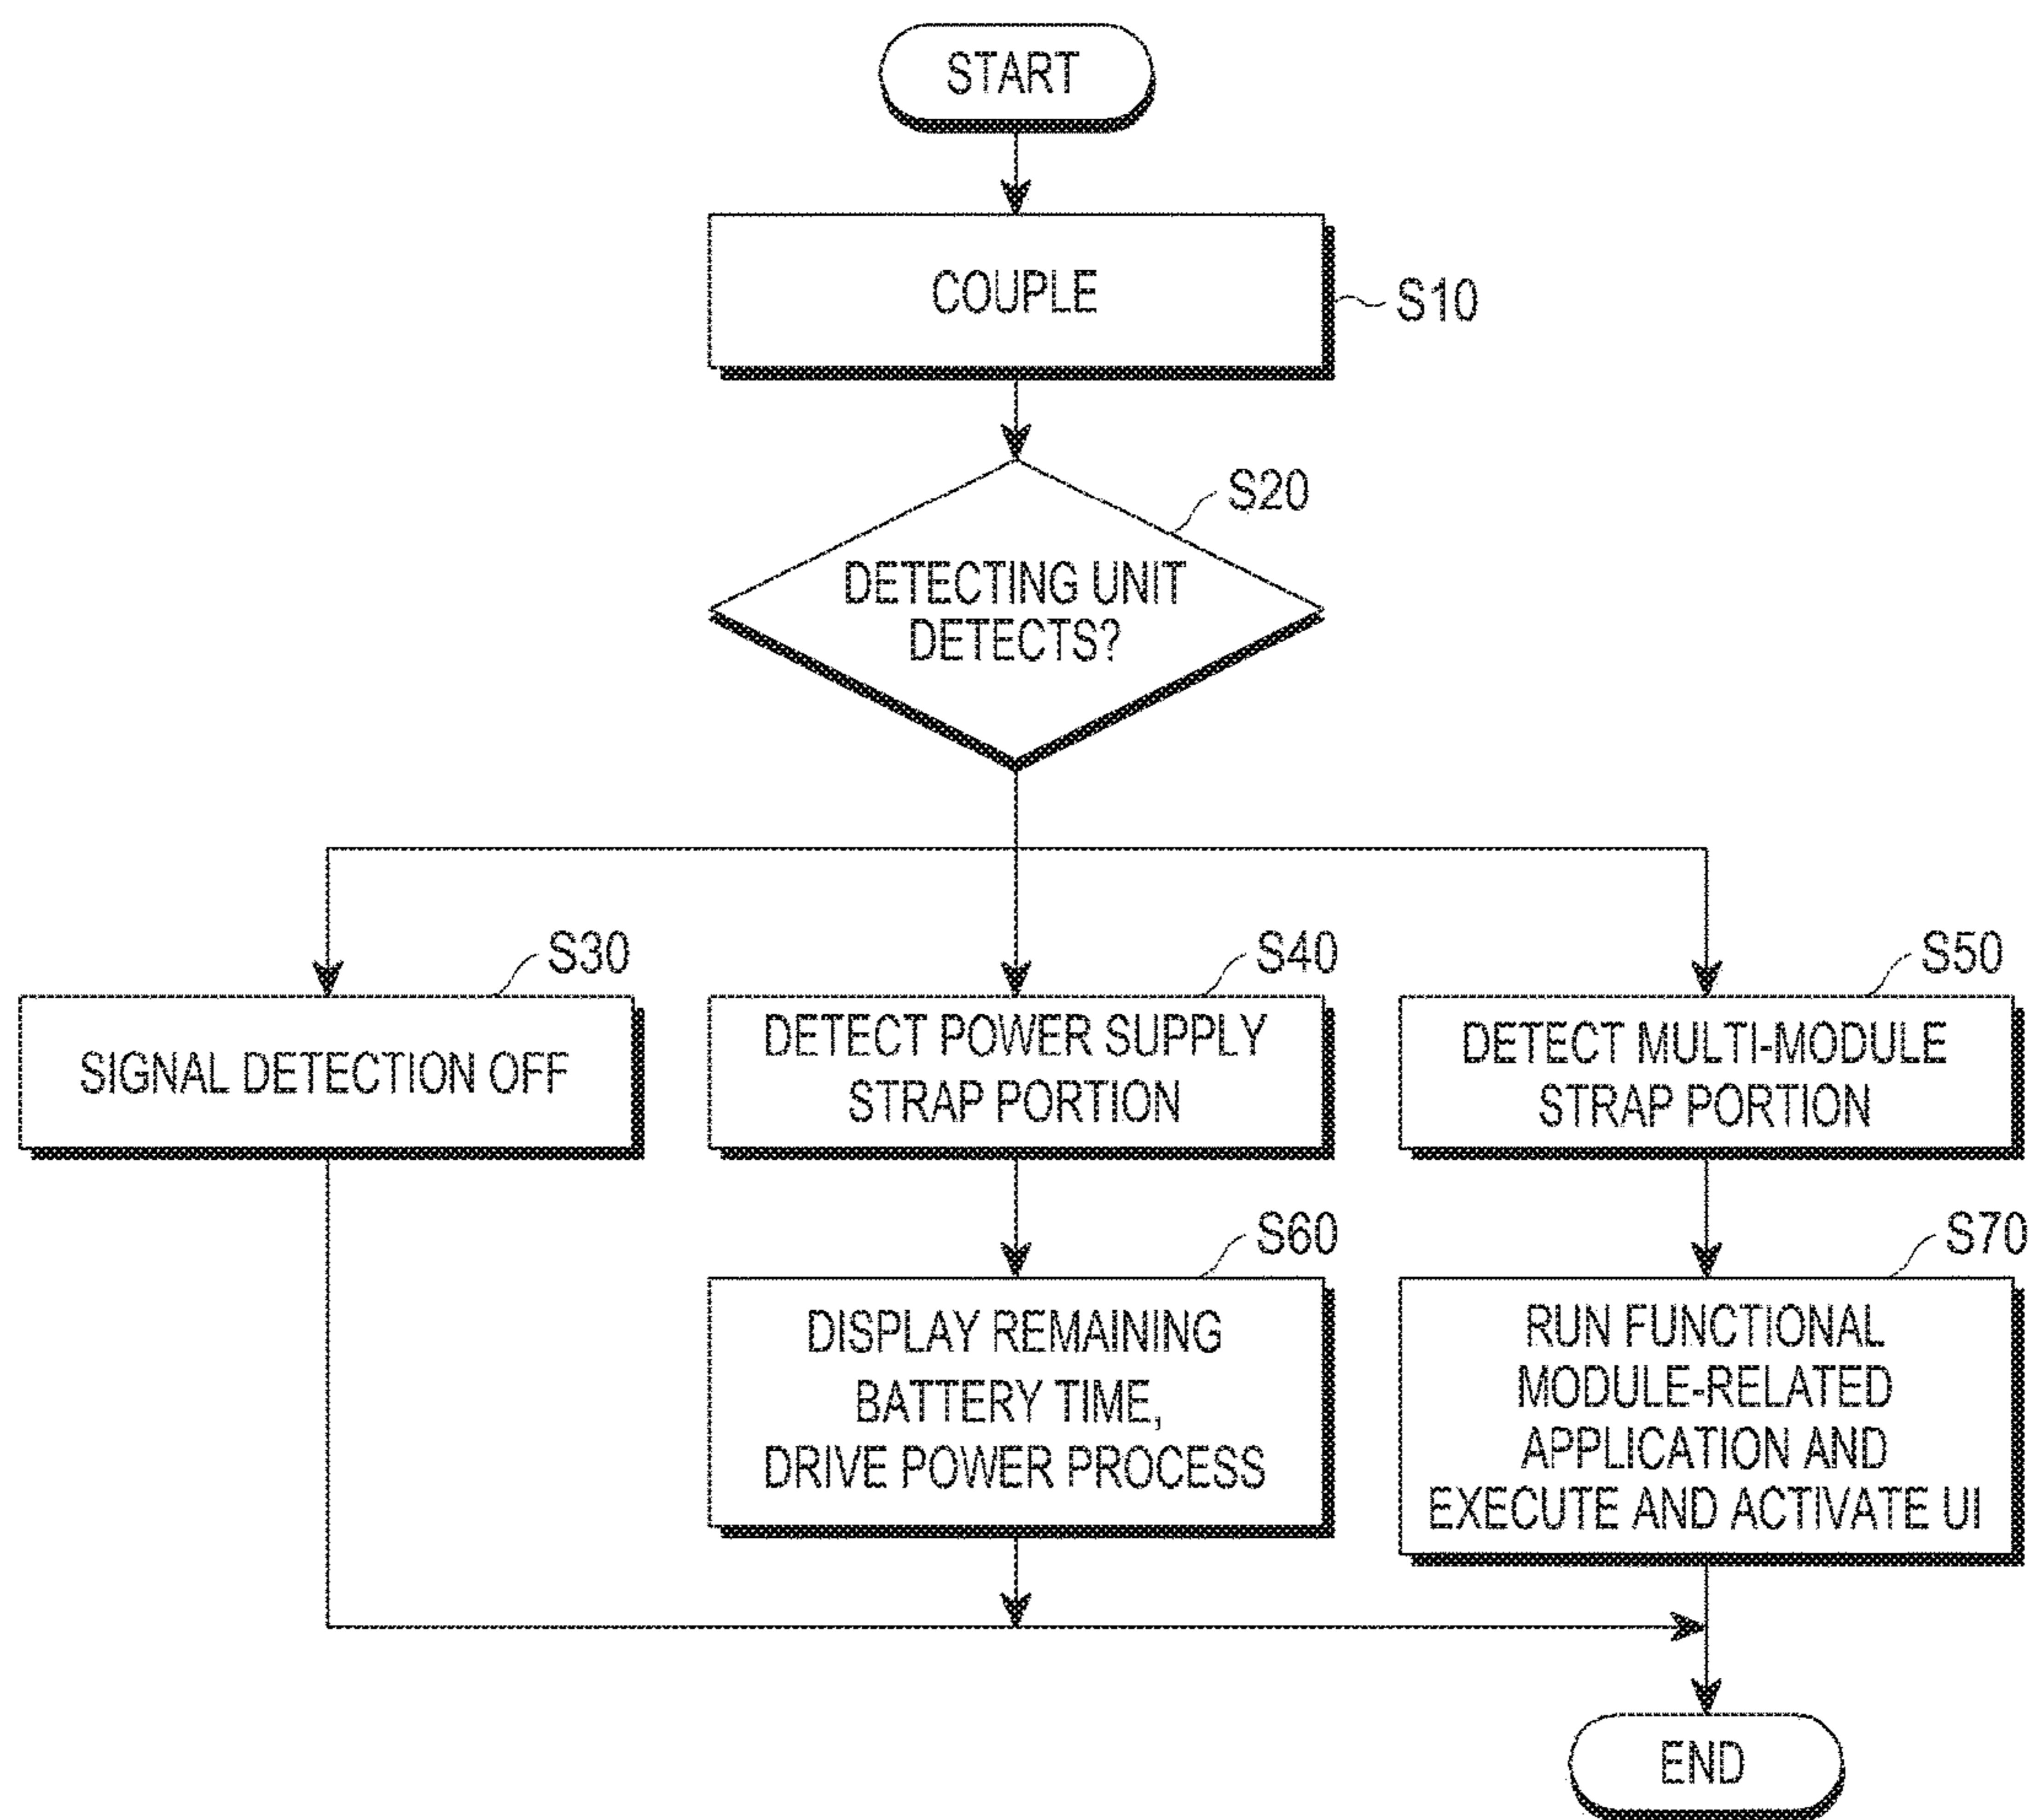 START
COUPLE
S10
S20
DETECTING UNIT
DETECTS?
S30
SIGNAL DETECTION OFF
S40
DETECT POWER SUPPLY
STRAP PORTION
S50
DETECT MULTI-MODULE
STRAP PORTION
S60
DISPLAY REMAINING
BATTERY TIME,
DRIVE POWER PROCESS
S70
RUN FUNCTIONAL
MODULE-RELATED
APPLICATION AND
EXECUTE AND ACTIVATE UI
END